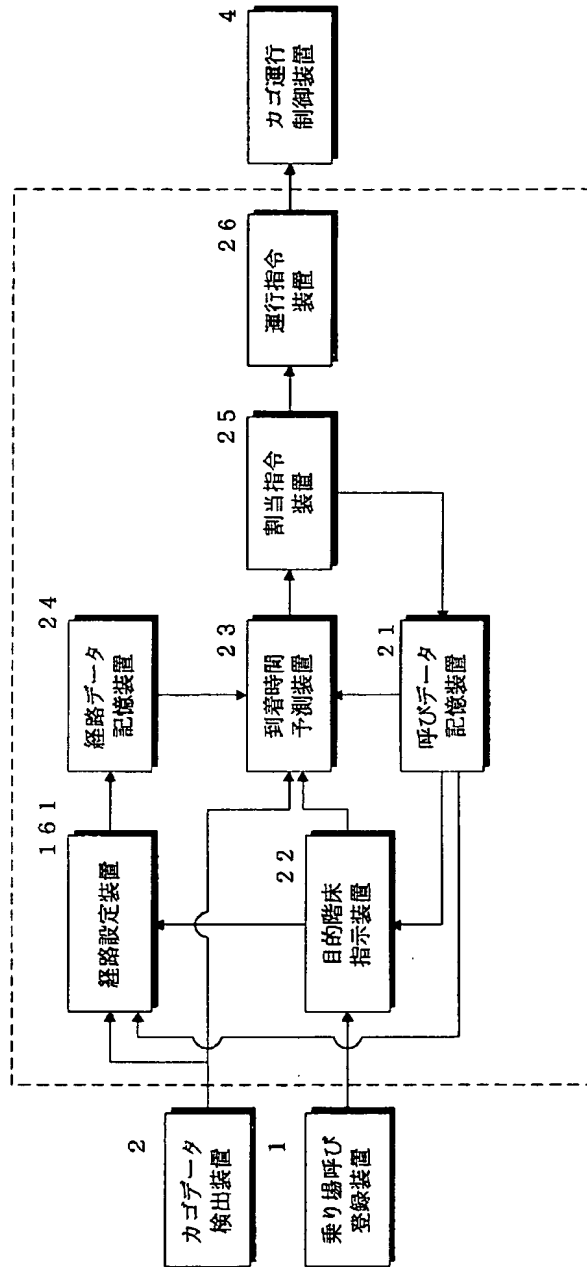 カゴデータ
検出装置
2
乗り場呼び
登録装置
1
経路設定装置
161
目的階床
指示装置
22
経路データ
記憶装置
24
到着時間
予測装置
23
呼びデータ
記憶装置
21
割当指令
装置
25
運行指令
装置
26
カゴ運行
制御装置
4